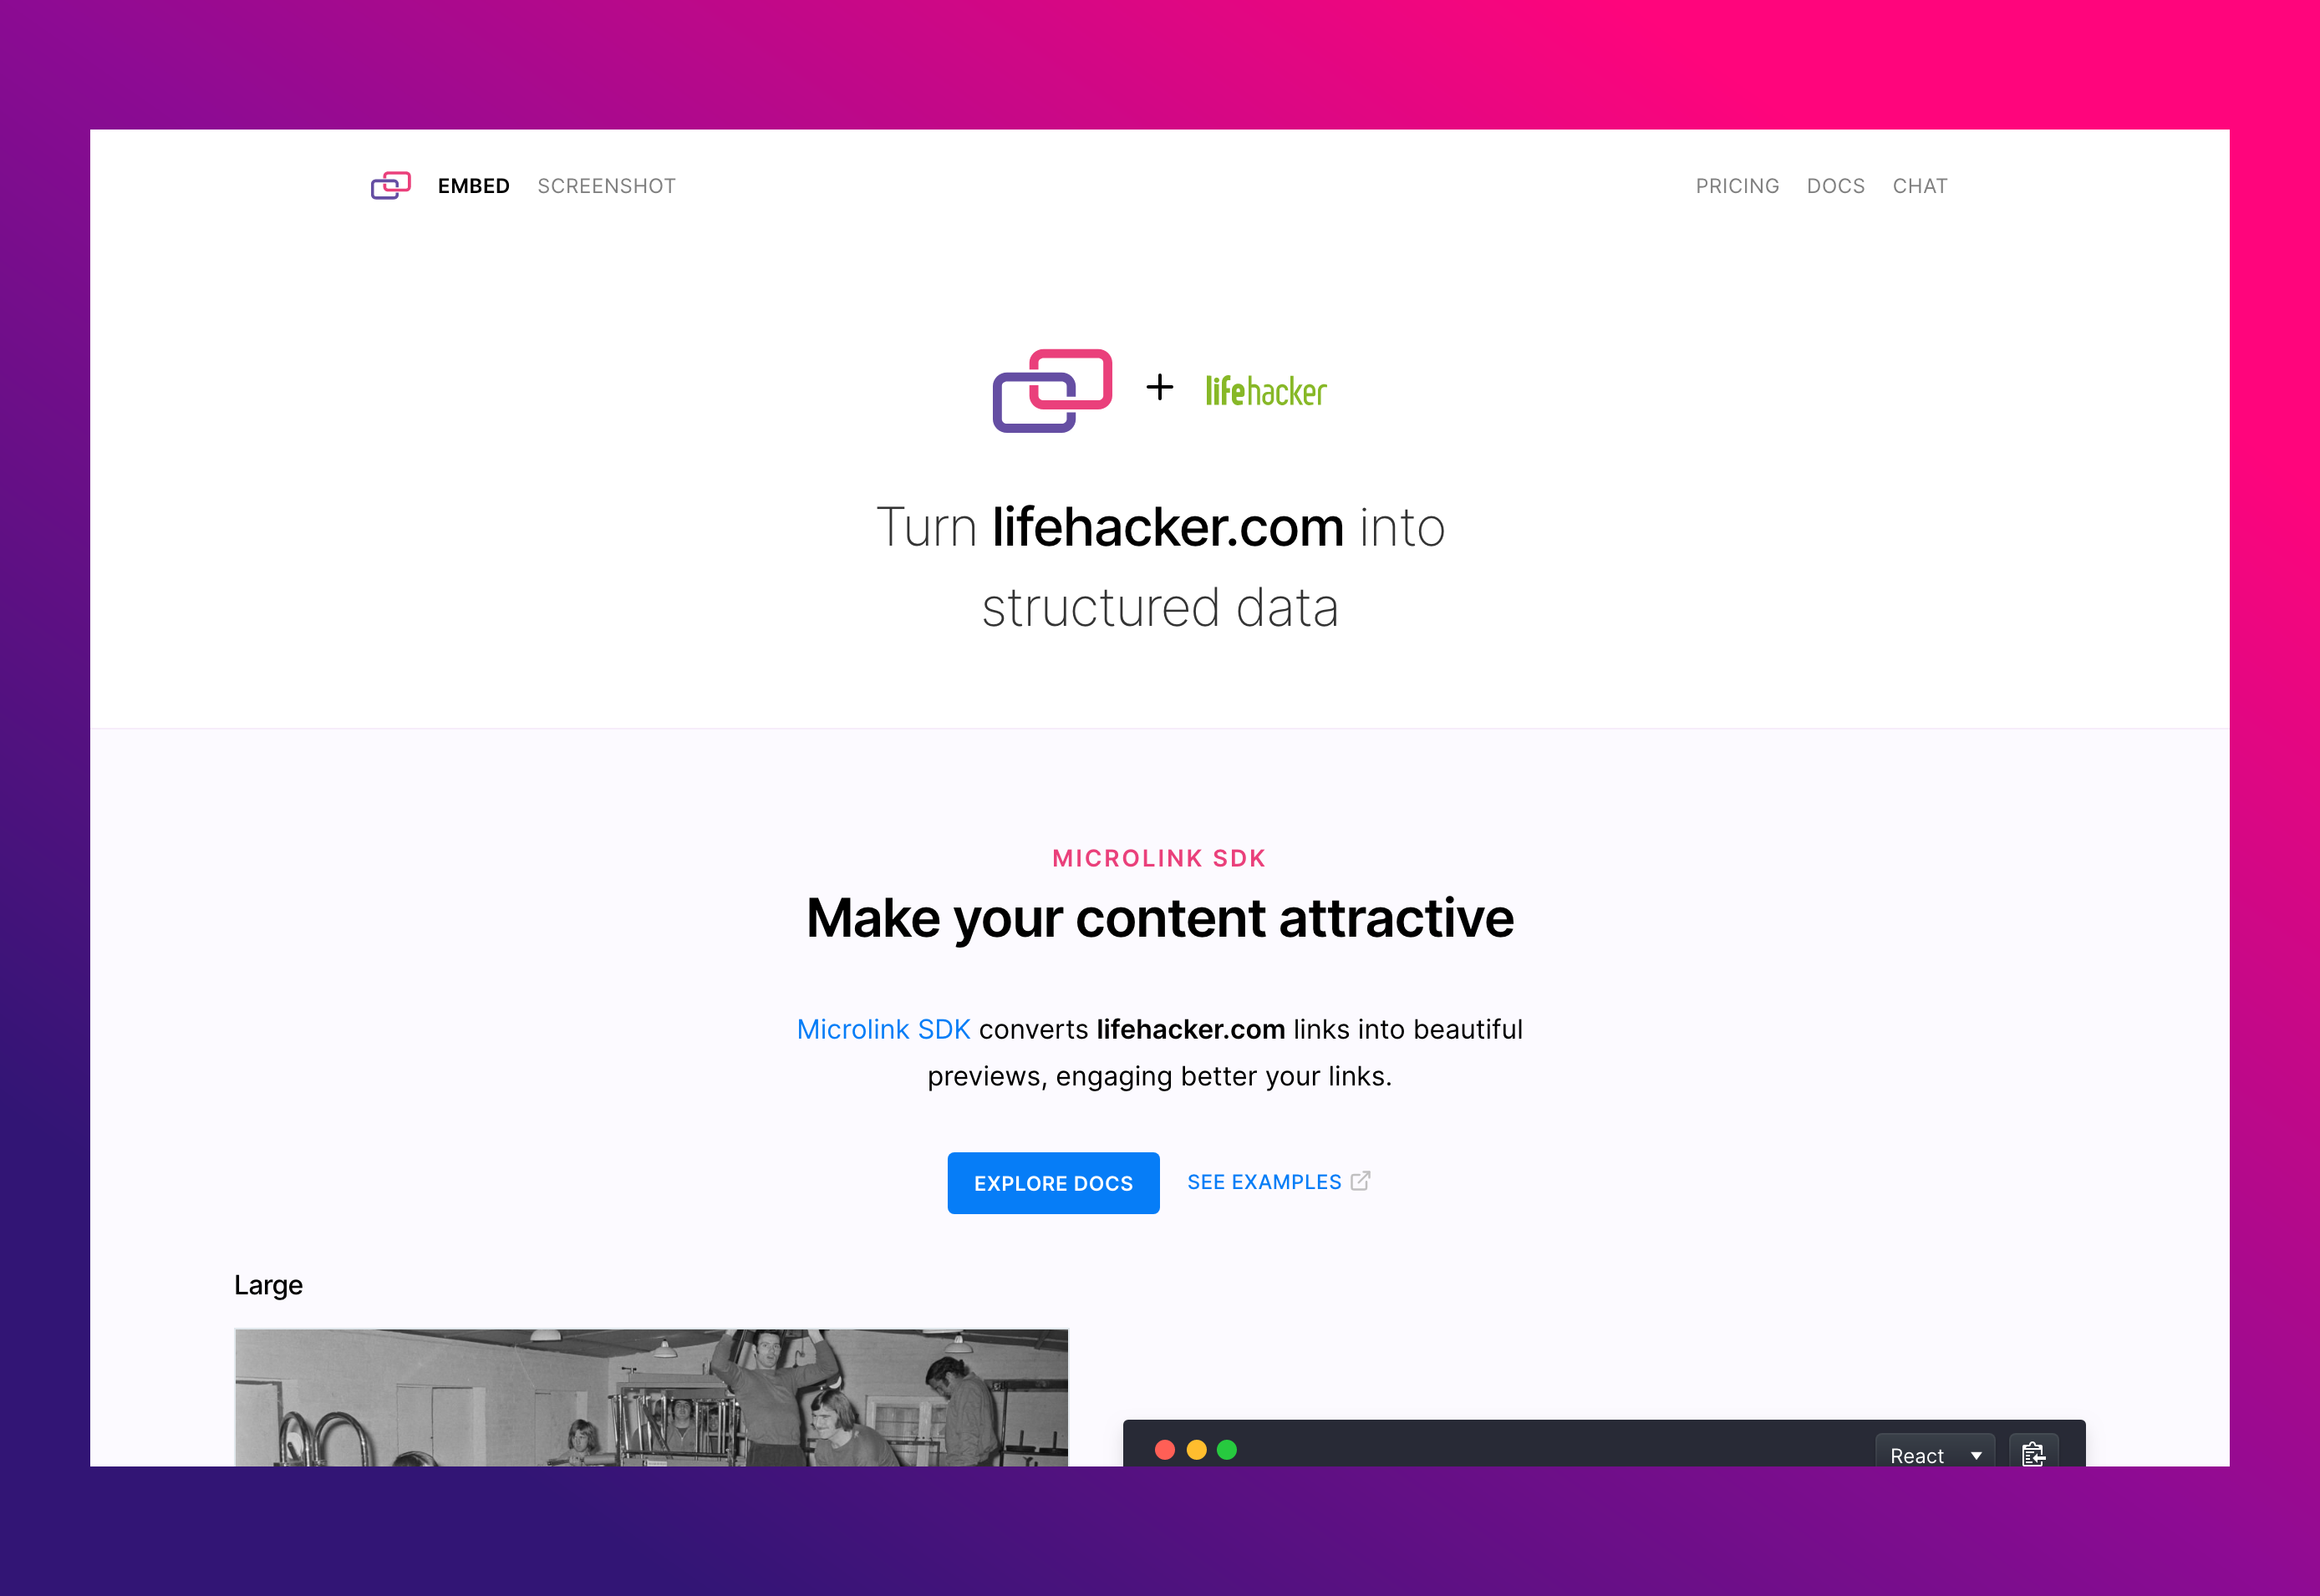 EMBED SCREENSHOT PRICING DOCS CHAT
lifehacker
Turn lifehacker.com into
structured data
MICROLINK SDK
Make your content attractive
Microlink SDK converts lifehacker.com links into beautiful
previews, engaging better your links.
EXPLORE DOCS SEE EXAMPLES
Large
React